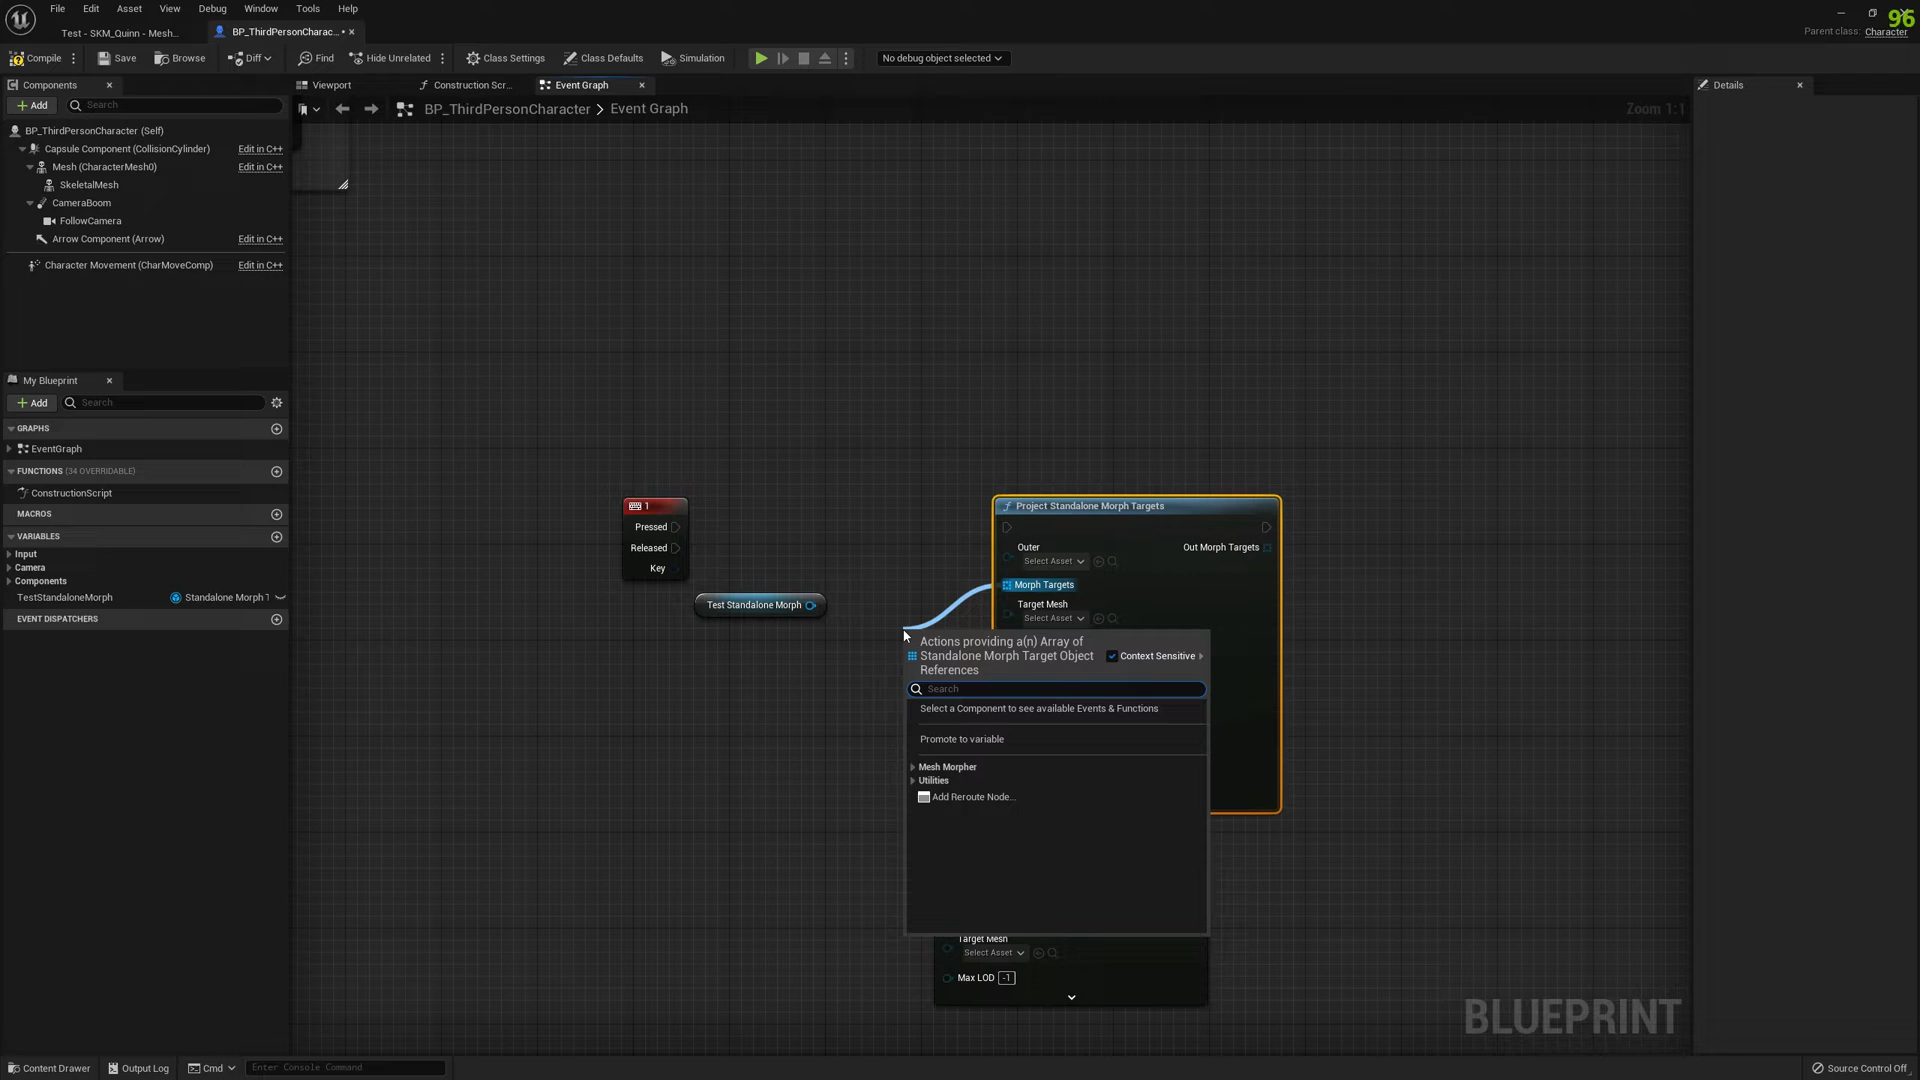 File Edit Asset View Debug Window Tools Help
96
Test - SKM_Quinn - Mesh...
BP_ThirdPersonCharac...
Parent class: Character
Compile Save Browse Diff Find Hide Unrelated Class Settings Class Defaults Simulation No debug object selected
Components
Viewport
Construction Scr...
Event Graph
Details
Add
Search
BP_ThirdPersonCharacter > Event Graph
Zoom 1:1
BP_ThirdPersonCharacter (Self)
Capsule Component (CollisionCylinder) Edit in C++
Mesh (CharacterMesh0) Edit in C++
SkeletalMesh
CameraBoom
FollowCamera
Arrow Component (Arrow) Edit in C++
Character Movement (CharMoveComp) Edit in C++
My Blueprint
Add
Search
GRAPHS
EventGraph
FUNCTIONS (34 OVERRIDABLE)
ConstructionScript
MACROS
VARIABLES
Input
Camera
Components
TestStandaloneMorph Standalone Morph T
EVENT DISPATCHERS
1
Pressed
Released
Key
Test Standalone Morph
Project Standalone Morph Targets
Outer
Select Asset
Out Morph Targets
Morph Targets
Target Mesh
Select Asset
Actions providing a(n) Array of
Standalone Morph Target Object
References
Context Sensitive
Search
Select a Component to see available Events & Functions
Promote to variable
Mesh Morpher
Utilities
Add Reroute Node...
Target Mesh
Select Asset
Max LOD -1
BLUEPRINT
Content Drawer Output Log Cmd Enter Console Command Source Control Off